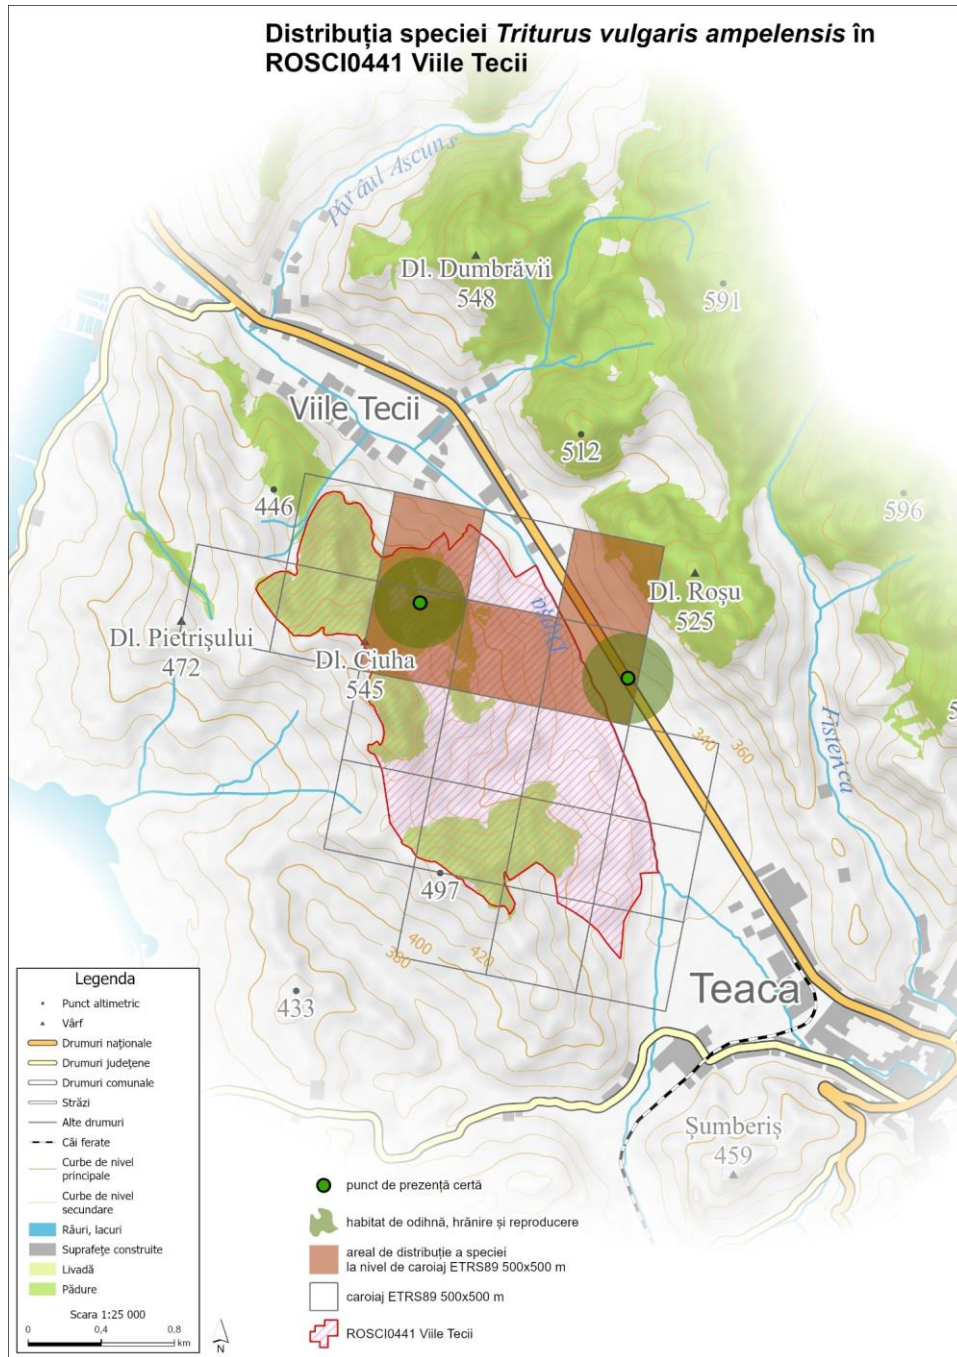 Distribuția speciei Triturus vulgaris ampelensis în
ROSCI0441 Viile Tecii
Pârâul Ascuns
Dl. Dumbrăvii
548
591
Viile Tecii
512
446
596
Dl. Roșu
525
Dl. Pietrișului
472
Dl. Ciuha
545
Dipșa
Fisterica
340
360
497
400
380
420
433
Teaca
Șumberiș
459
Legenda
Punct altimetric
Vârf
Drumuri naționale
Drumuri județene
Drumuri comunale
Străzi
Alte drumuri
Căi ferate
Curbe de nivel
principale
Curbe de nivel
secundare
Râuri, lacuri
Suprafețe construite
Livadă
Pădure
Scara 1:25 000
0 0,4 0,8
km
N
punct de prezență certă
habitat de odihnă, hrănire și reproducere
areal de distribuție a speciei
la nivel de caroiaj ETRS89 500x500 m
caroiaj ETRS89 500x500 m
ROSCI0441 Viile Tecii